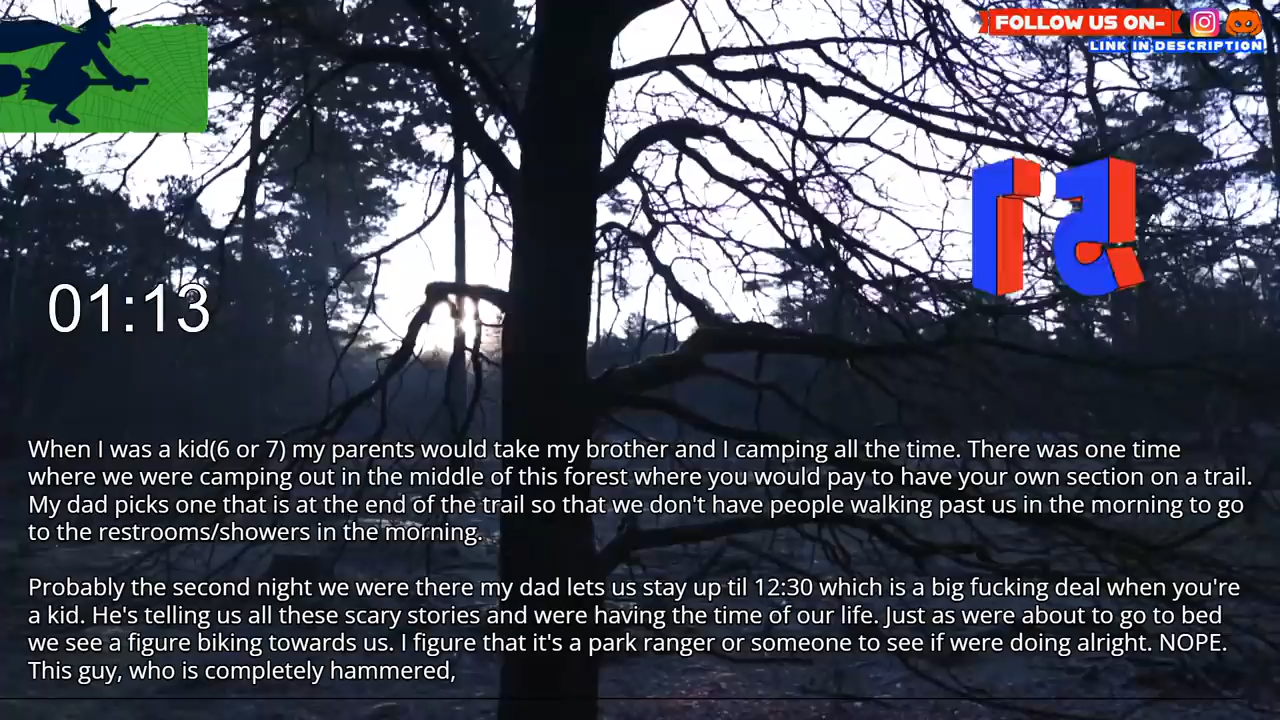 FOLLOW US ON-
LINK IN DESCRIPTION
15
01:13
When I was a kid(6 or 7) my parents would take my brother and I camping all the time. There was one time
where we were camping out in the middle of this forest where you would pay to have your own section on a trail.
My dad picks one that is at the end of the trail so that we don't have people walking past us in the morning to go
to the restrooms/showers in the morning.
Probably the second night we were there my dad lets us stay up til 12:30 which is a big fucking deal when you're
a kid. He's telling us all these scary stories and were having the time of our life. Just as were about to go to bed
we see a figure biking towards us. I figure that it's a park ranger or someone to see if were doing alright. NOPE.
This guy, who is completely hammered,